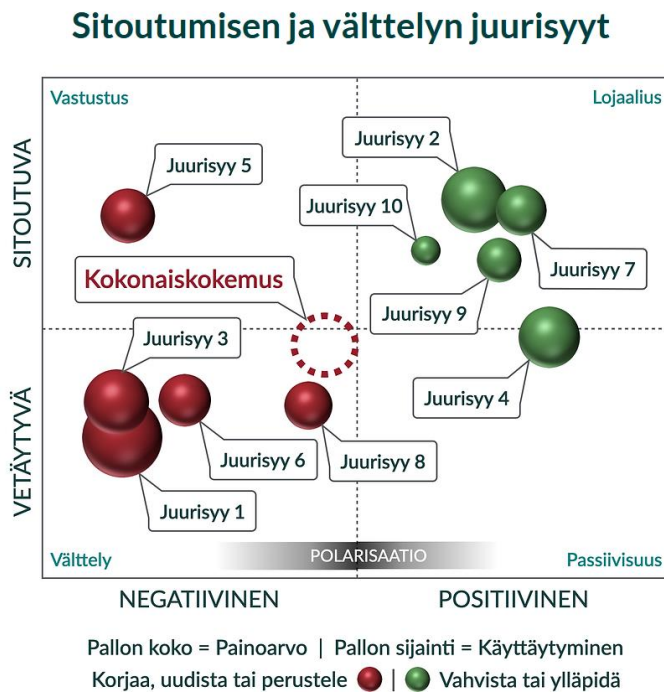 Sitoutumisen ja välttelyn juurisyyt
Vastustus
Lojaalius
Juurisyy 2
Juurisyy 5
Juurisyy 10
SITOUTUVA
Juurisyy 7
Kokonaiskokemus
Juurisyy 9
Juurisyy 3
Juurisyy 4
VETÄYTYVÄ
Juurisyy 6
Juurisyy 8
Juurisyy 1
POLARISAATIO
Välttely
Passiivisuus
NEGATIIVINEN
POSITIIVINEN
Pallon koko = Painoarvo | Pallon sijainti = Käyttäytyminen
Korjaa, uudista tai perustele | Vahvista tai ylläpidä